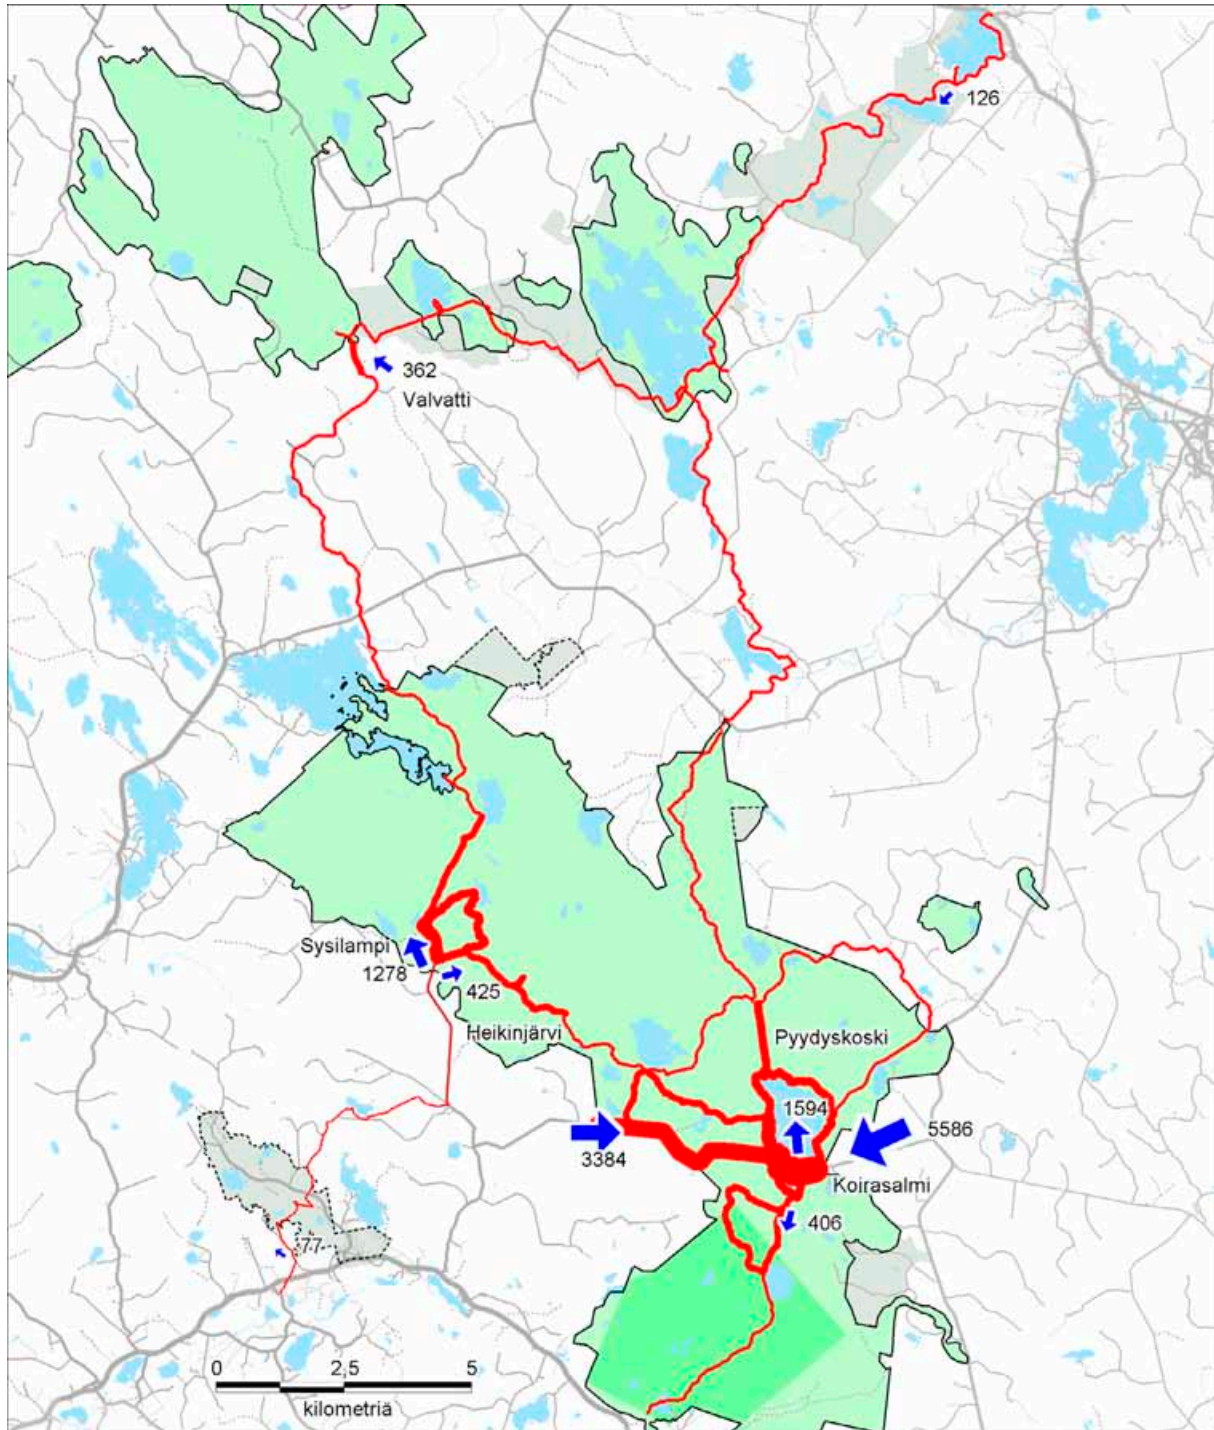 126
362
Valvatti
Sysilampi
1278
425
Heikinjärvi
Pyydyskoski
1594
5586
3384
Koirasalmi
406
77
0 2,5 5
kilometriä